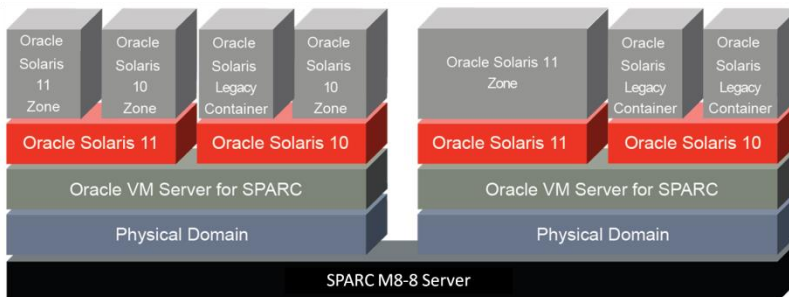 Oracle
Solaris
11
Zone
Oracle
Solaris
10
Zone
Oracle
Solaris
Legacy
Container
Oracle
Solaris
10
Zone
Oracle Solaris 11
Zone
Oracle
Solaris
Legacy
Container
Oracle
Solaris
Legacy
Container
Oracle Solaris 11
Oracle Solaris 10
Oracle Solaris 11
Oracle Solaris 10
Oracle VM Server for SPARC
Oracle VM Server for SPARC
Physical Domain
Physical Domain
SPARC M8-8 Server